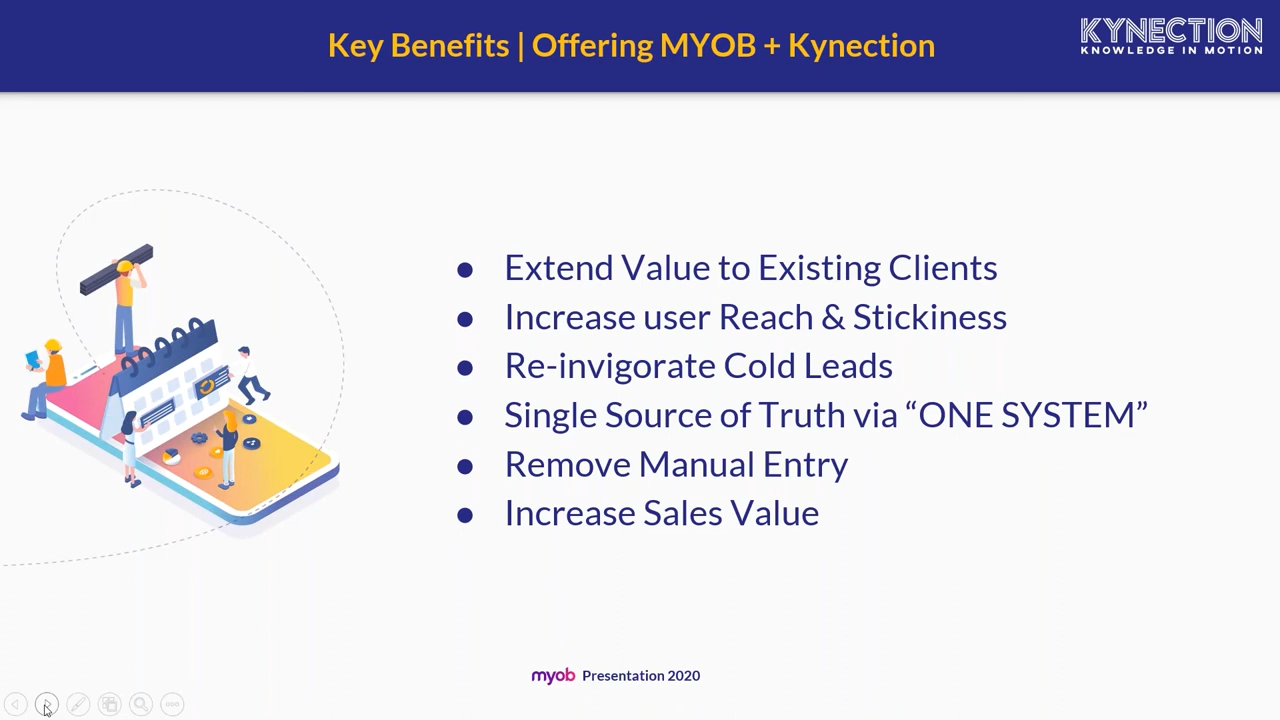 Key Benefits | Offering MYOB + Kynection
KYNECTION
KNOWLEDGE IN MOTION
● Extend Value to Existing Clients
● Increase user Reach & Stickiness
● Re-invigorate Cold Leads
● Single Source of Truth via “ONE SYSTEM”
● Remove Manual Entry
● Increase Sales Value
myob Presentation 2020